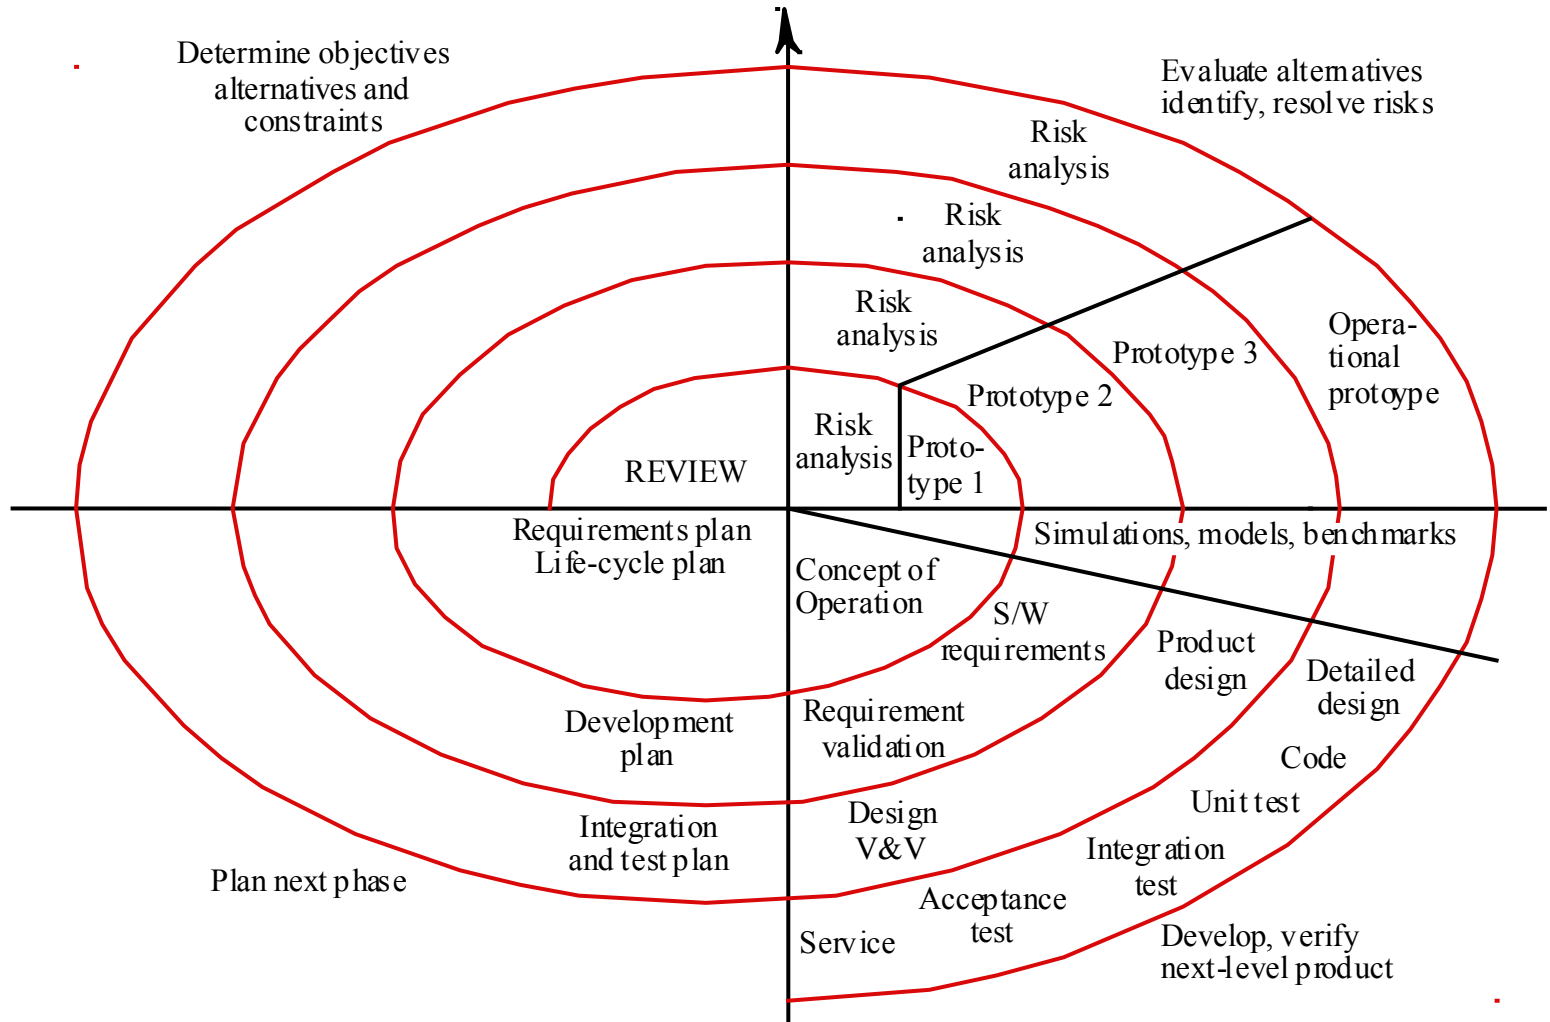 Determine objectives
alternatives and
constraints
Evaluate alternatives
identify, resolve risks
Risk
analysis
Risk
analysis
Risk
analysis
Risk
analysis
Proto-
type 1
Prototype 2
Prototype 3
Opera-
tional
protoype
REVIEW
Requirements plan
Life-cycle plan
Simulations, models, benchmarks
Concept of
Operation
S/W
requirements
Product
design
Detailed
design
Development
plan
Requirement
validation
Code
Unit test
Integration
and test plan
Design
V&V
Integration
test
Plan next phase
Acceptance
test
Service
Develop, verify
next-level product